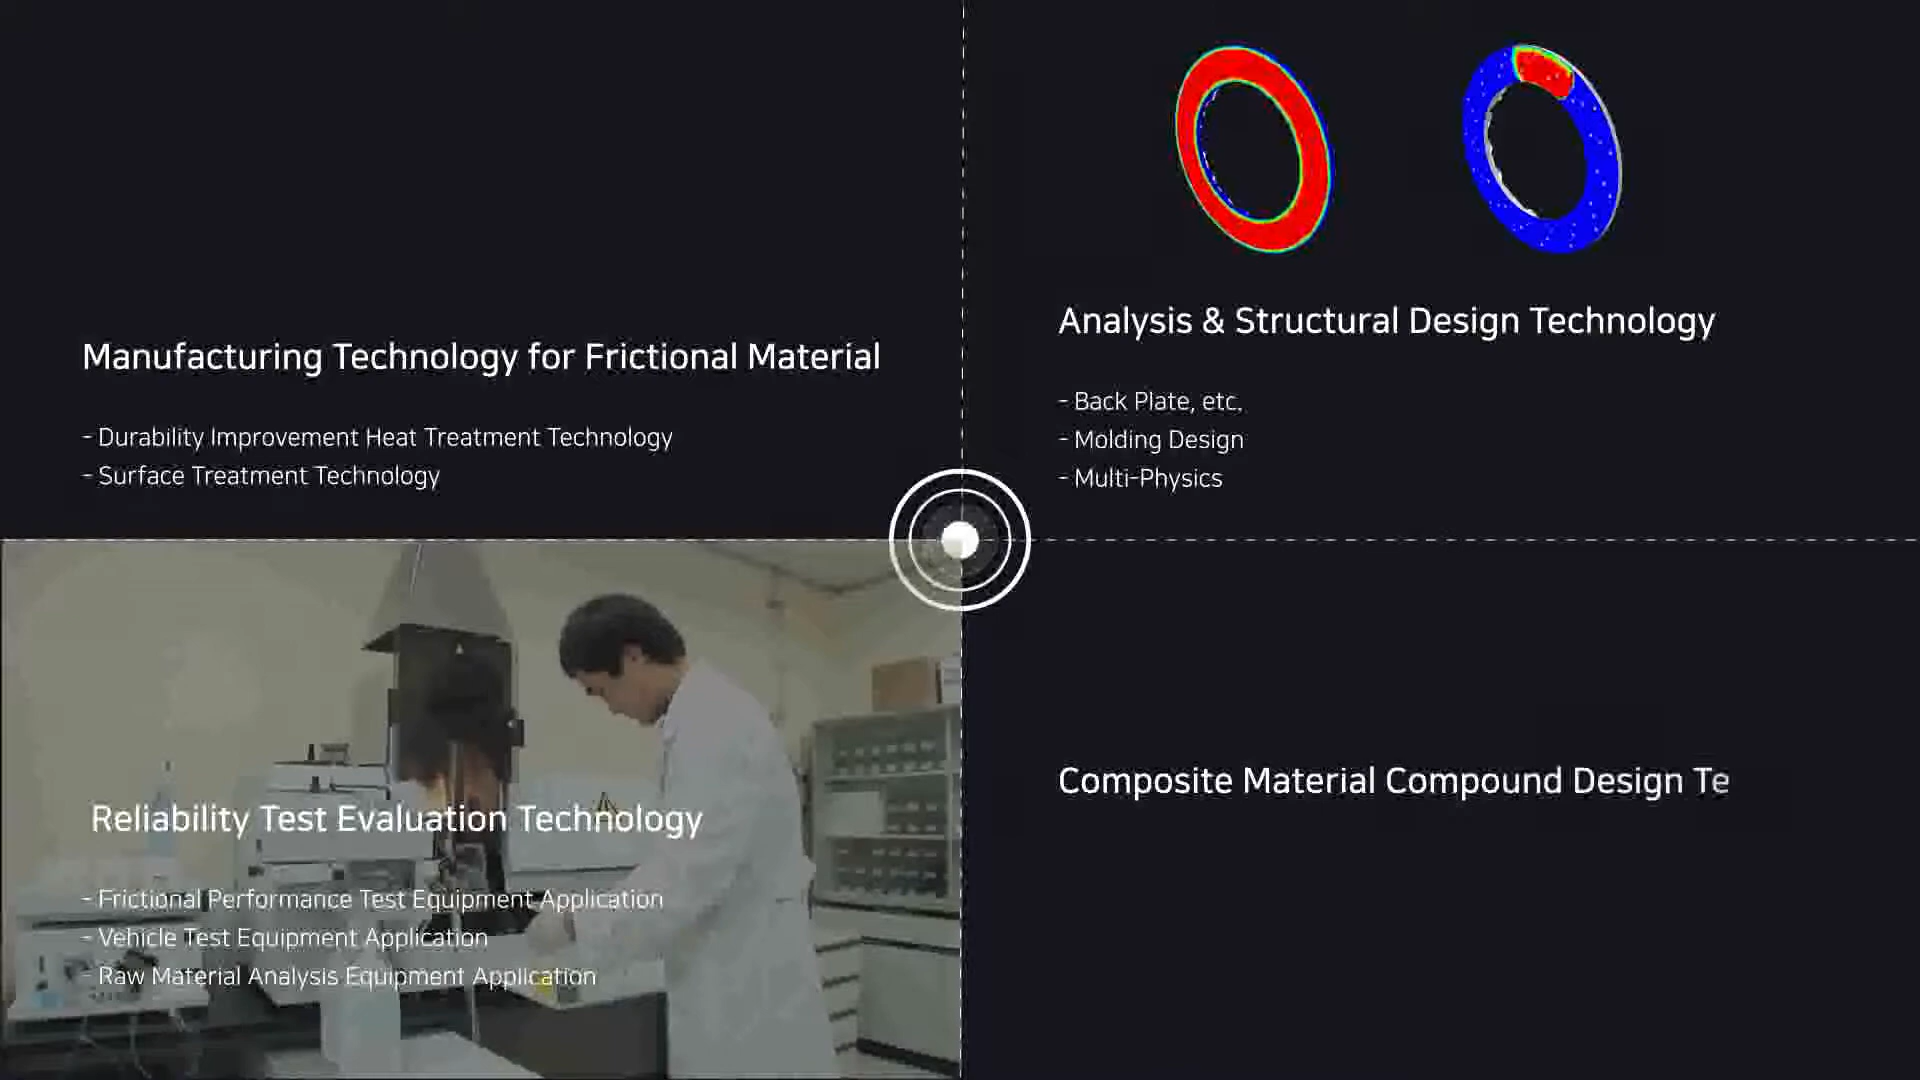 Manufacturing Technology for Frictional Material
- Durability Improvement Heat Treatment Technology
- Surface Treatment Technology
Analysis & Structural Design Technology
- Back Plate, etc.
- Molding Design
- Multi-Physics
Reliability Test Evaluation Technology
- Frictional Performance Test Equipment Application
- Vehicle Test Equipment Application
- Raw Material Analysis Equipment Application
Composite Material Compound Design Te